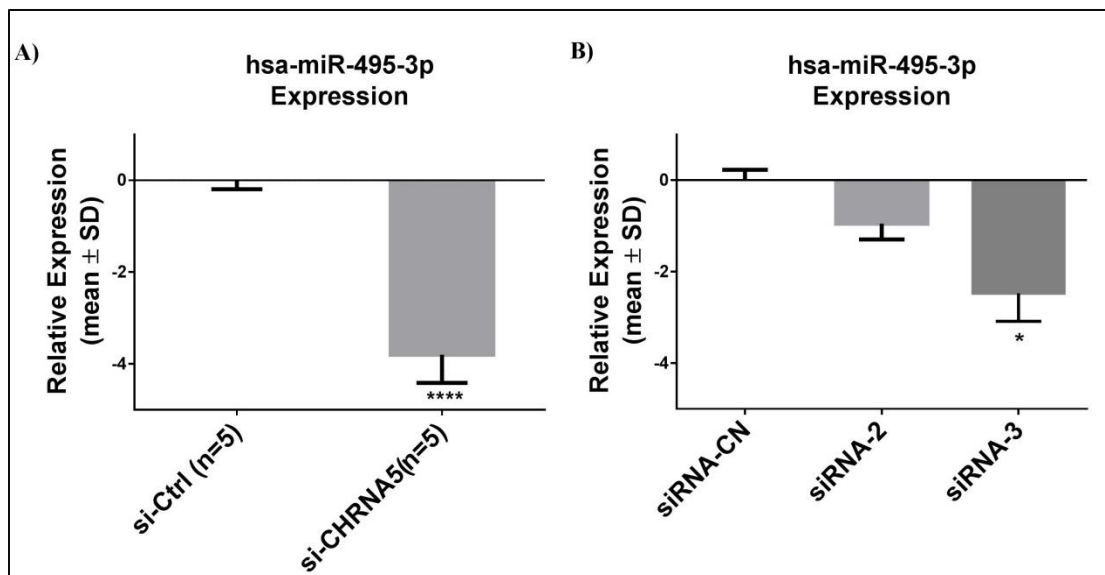 A)
hsa-miR-495-3p
Expression
Relative Expression
(mean ± SD)
0
-2
-4
****
si-Ctrl (n=5)
si-CHRNA5(n=5)
B)
hsa-miR-495-3p
Expression
Relative Expression
(mean ± SD)
0
-2
-4
*
siRNA-CN
siRNA-2
siRNA-3